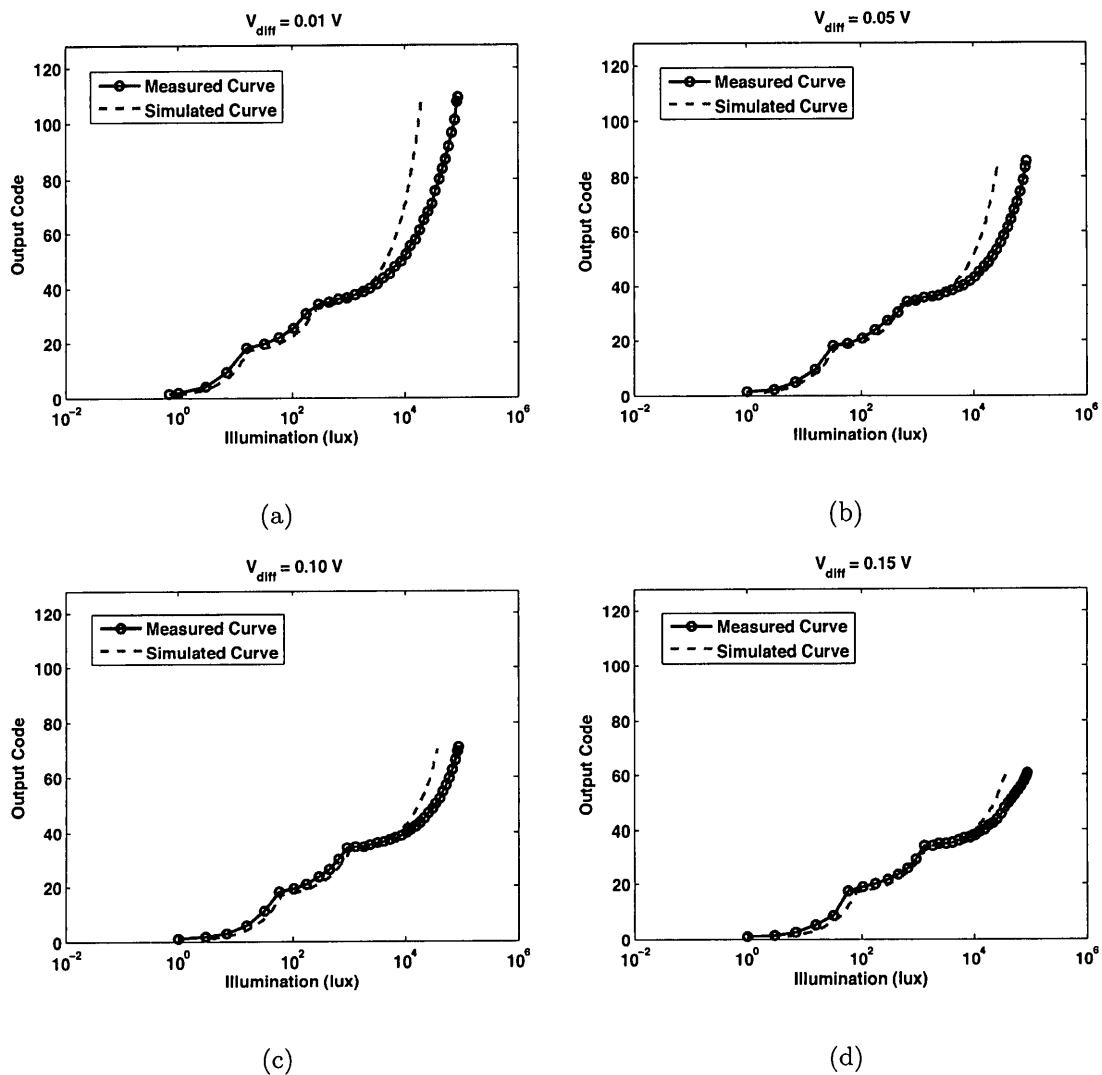 V_diff = 0.01 V
120
100
80
60
40
20
0
Output Code
Measured Curve
Simulated Curve
10^-2
10^0
10^2
10^4
10^6
Illumination (lux)
(a)
V_diff = 0.05 V
120
100
80
60
40
20
0
Output Code
Measured Curve
Simulated Curve
10^-2
10^0
10^2
10^4
10^6
Illumination (lux)
(b)
V_diff = 0.10 V
120
100
80
60
40
20
0
Output Code
Measured Curve
Simulated Curve
10^-2
10^0
10^2
10^4
10^6
Illumination (lux)
(c)
V_diff = 0.15 V
120
100
80
60
40
20
0
Output Code
Measured Curve
Simulated Curve
10^-2
10^0
10^2
10^4
10^6
Illumination (lux)
(d)